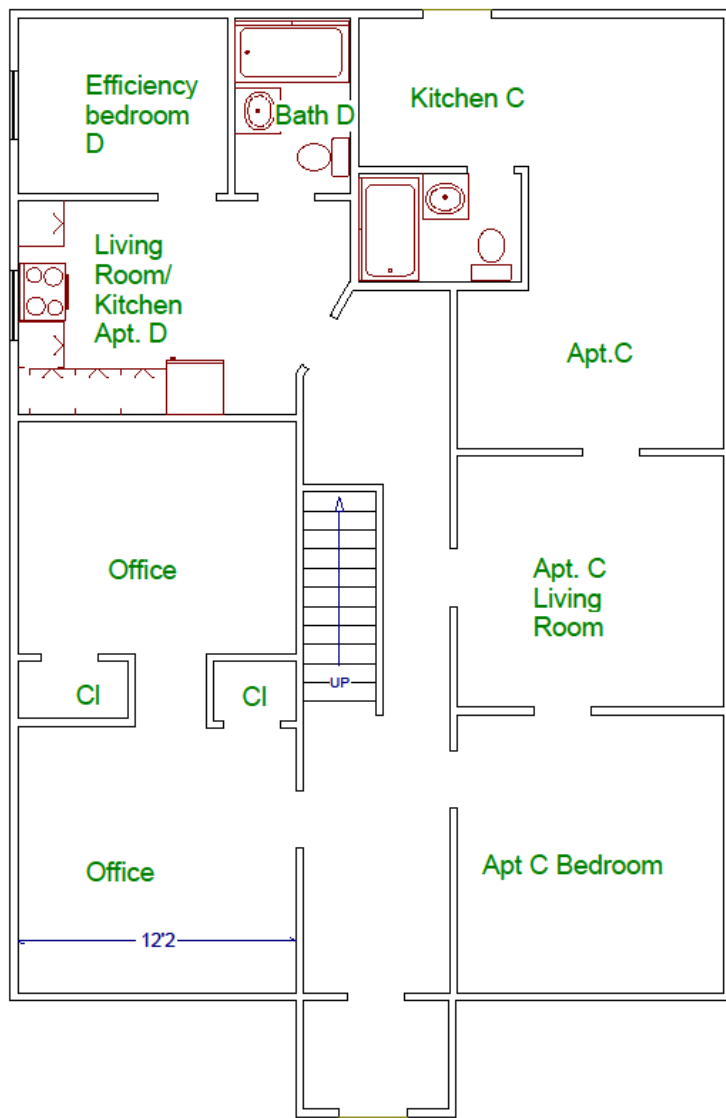 Efficiency
bedroom
D
Bath D
Kitchen C
Living
Room/
Kitchen
Apt. D
Apt.C
Office
Apt. C
Living
Room
Cl
Cl
UP
Office
Apt C Bedroom
12'2